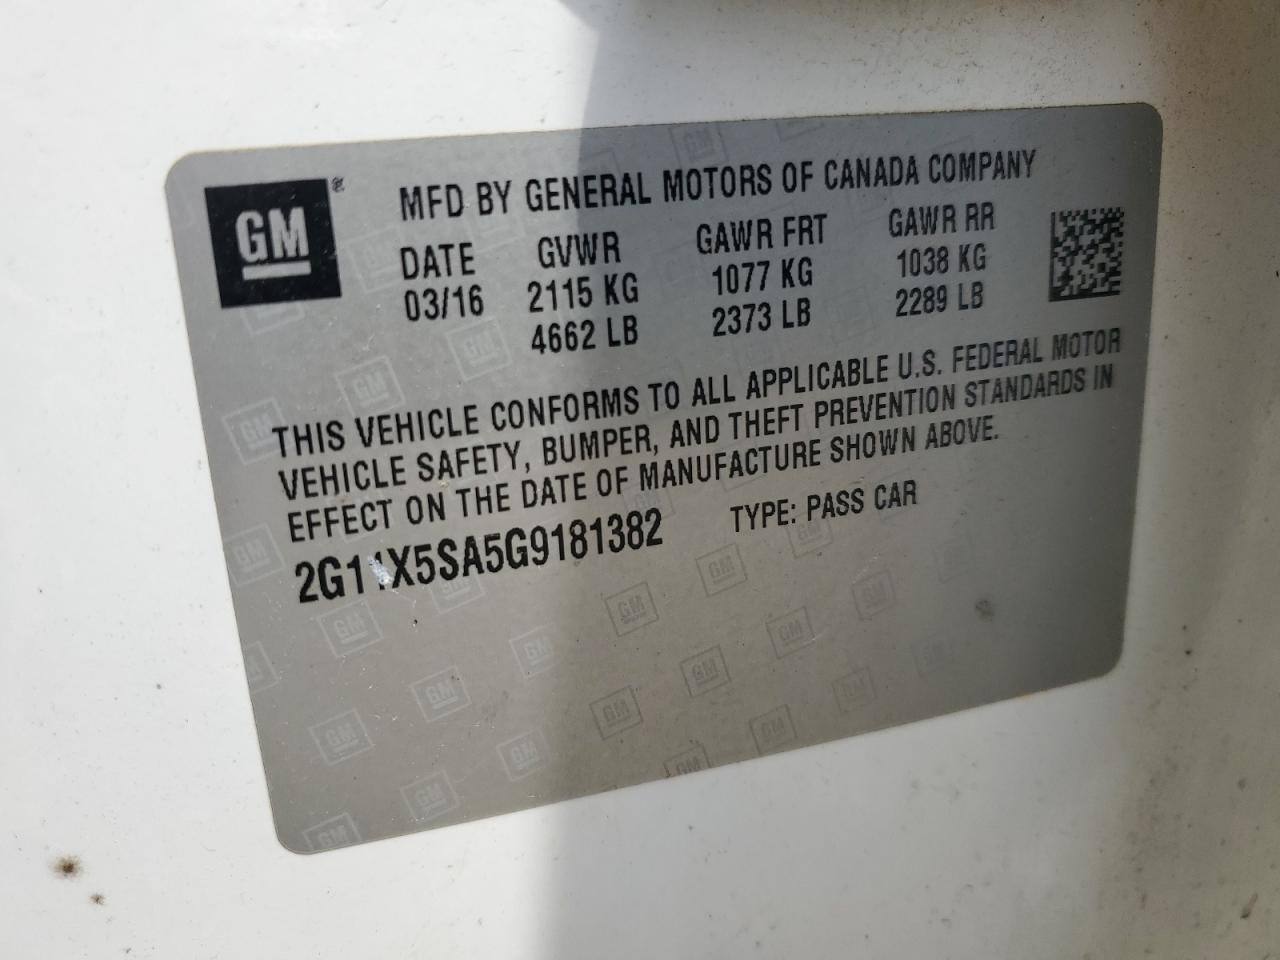 GM
MFD BY GENERAL MOTORS OF CANADA COMPANY
DATE GVWR GAWR FRT GAWR RR
03/16 2115 KG 1077 KG 1038 KG
4662 LB 2373 LB 2289 LB
THIS VEHICLE CONFORMS TO ALL APPLICABLE U.S. FEDERAL MOTOR
VEHICLE SAFETY, BUMPER, AND THEFT PREVENTION STANDARDS IN
EFFECT ON THE DATE OF MANUFACTURE SHOWN ABOVE.
2G11X5SA5G9181382 TYPE: PASS CAR